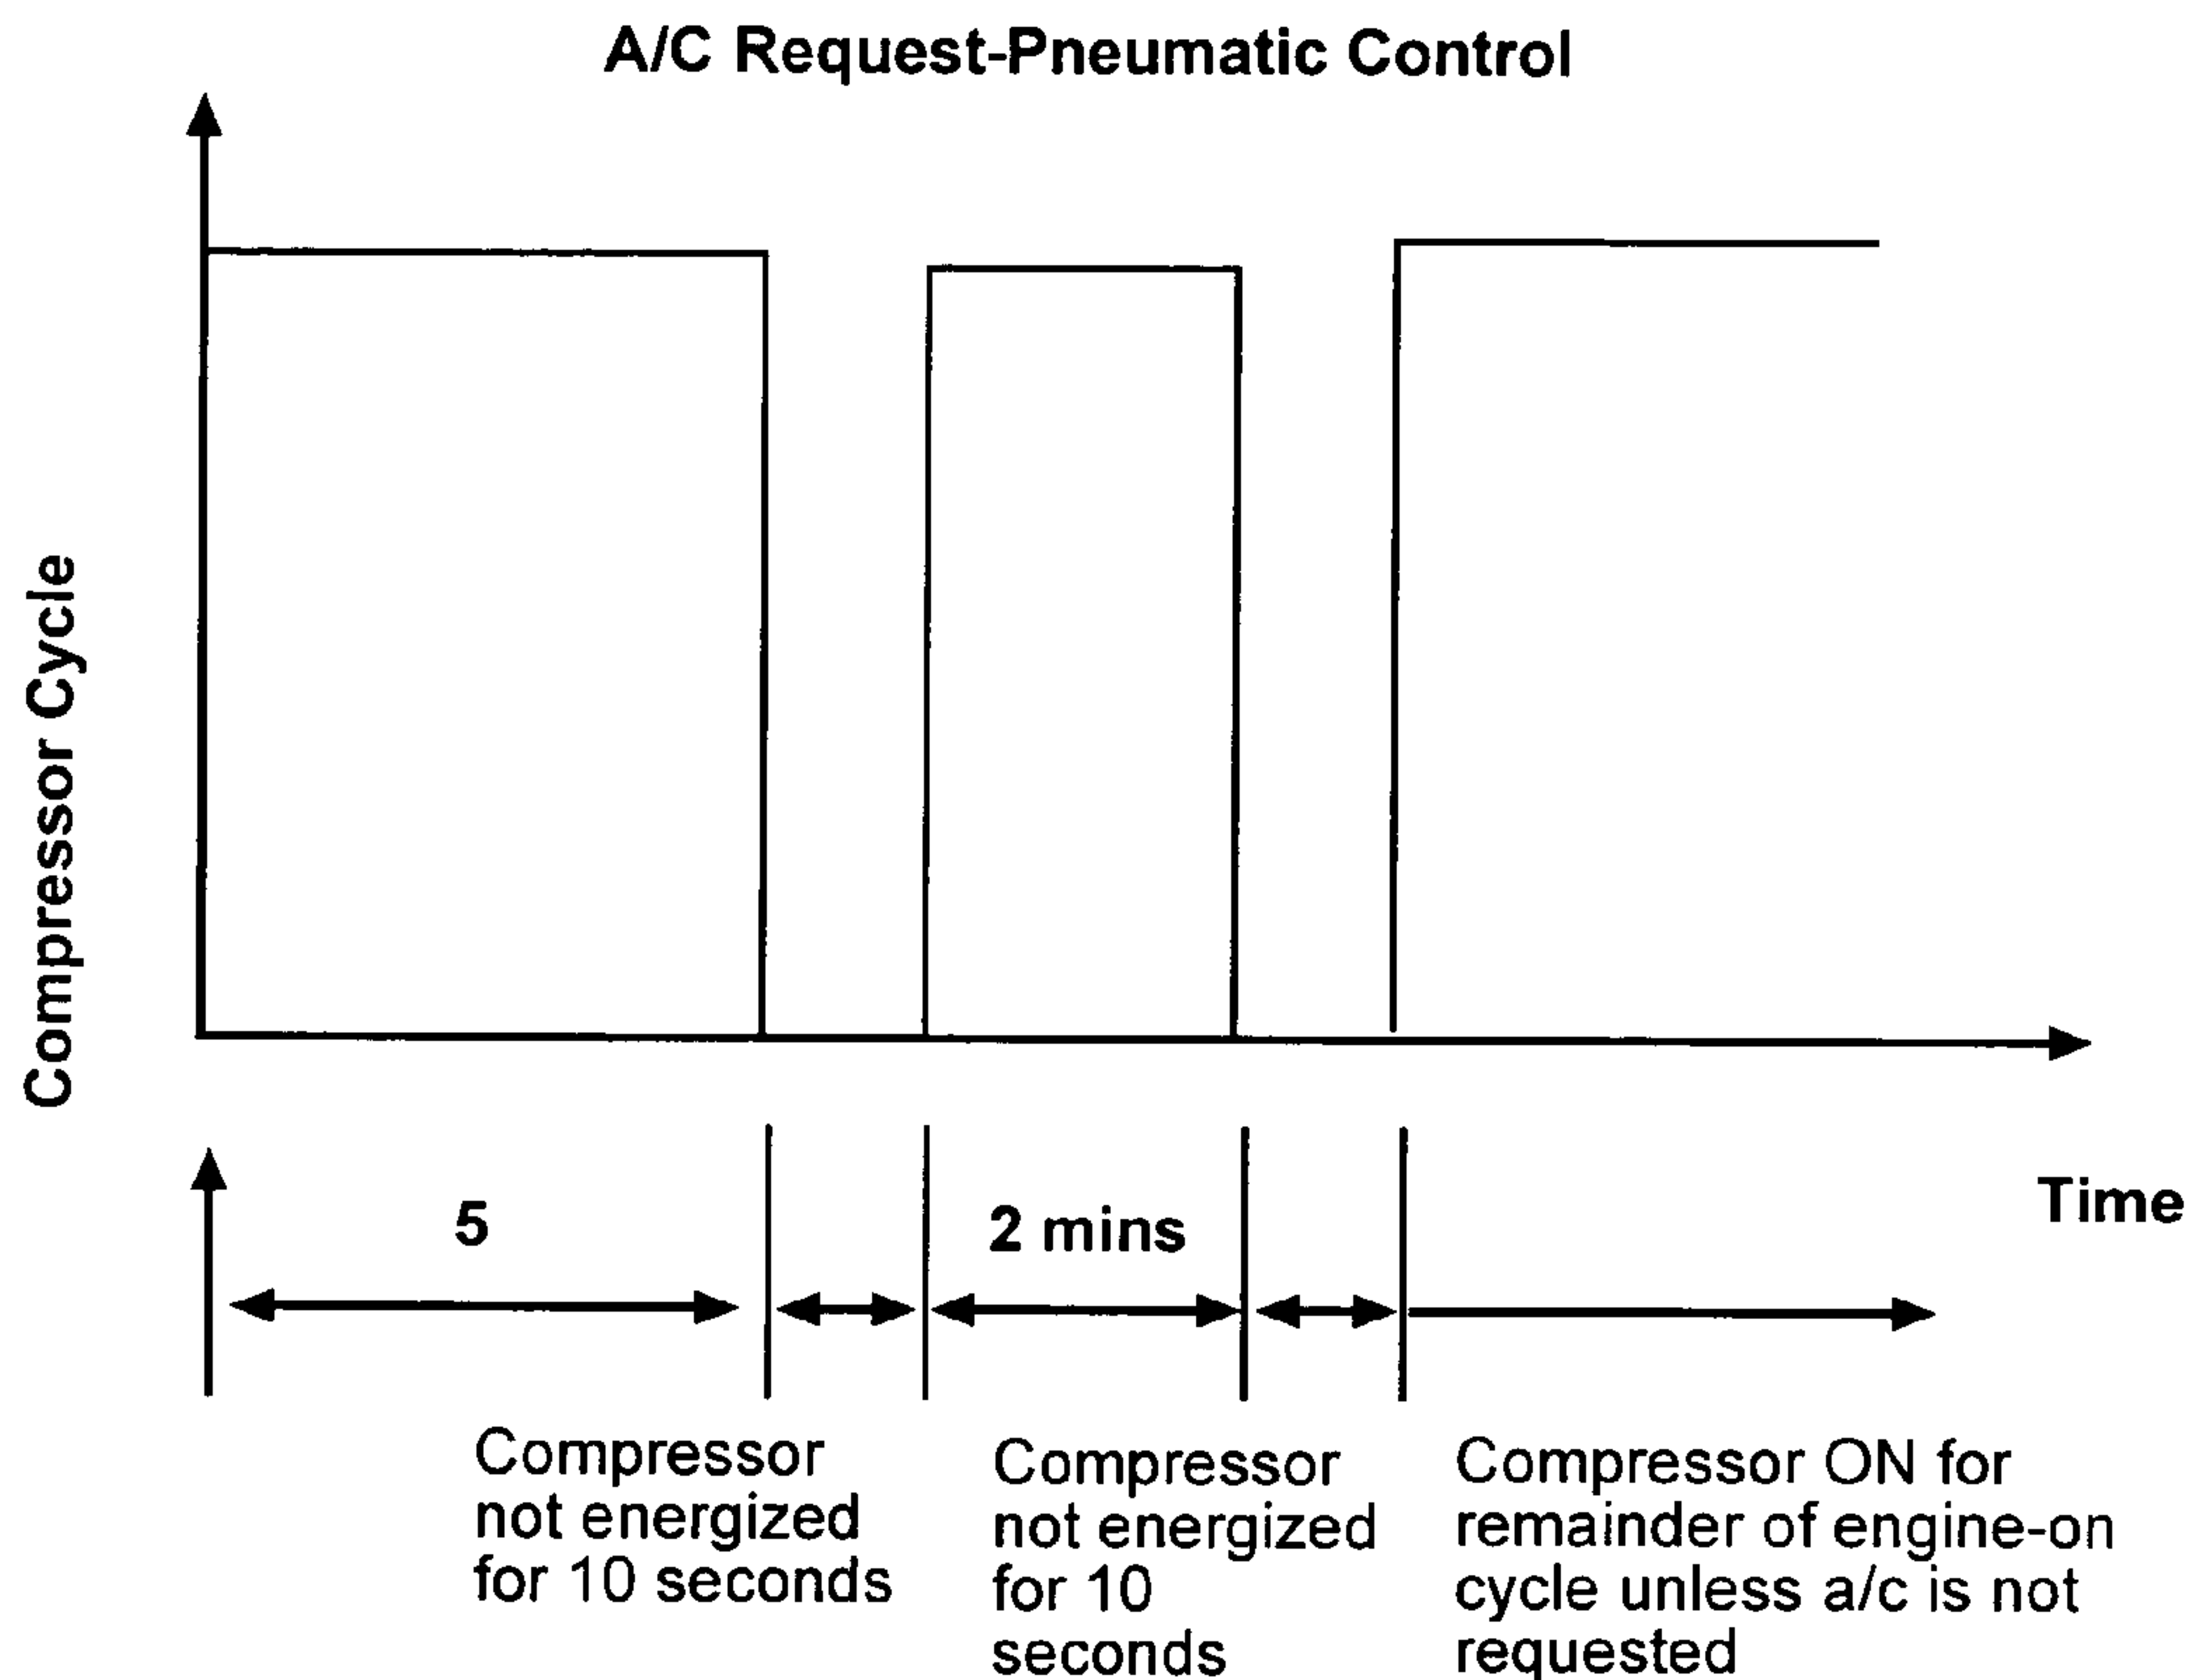 A/C Request-Pneumatic Control
Compressor Cycle
5
2 mins
Time
Compressor
not energized
for 10 seconds
Compressor
not energized
for 10
seconds
Compressor ON for
remainder of engine-on
cycle unless a/c is not
requested